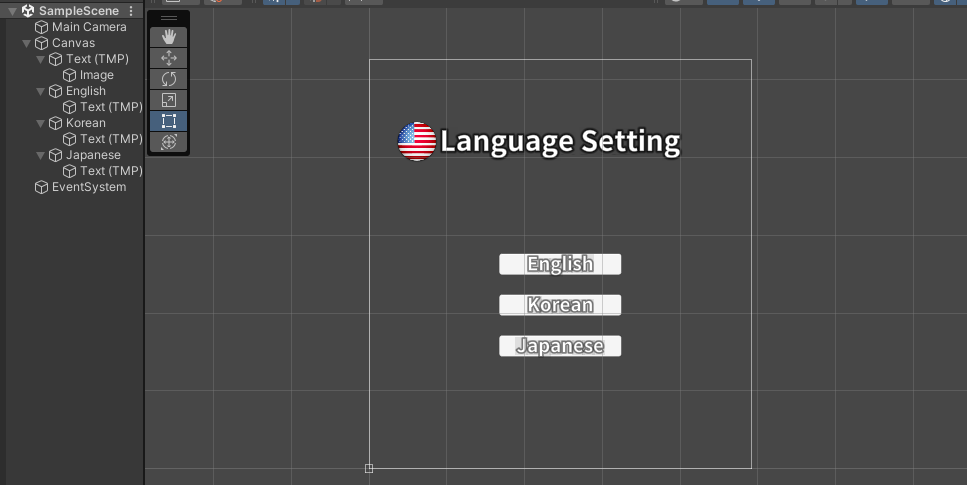 SampleScene
Main Camera
Canvas
Text (TMP)
Image
English
Text (TMP)
Korean
Text (TMP)
Japanese
Text (TMP)
EventSystem
Language Setting
English
Korean
Japanese